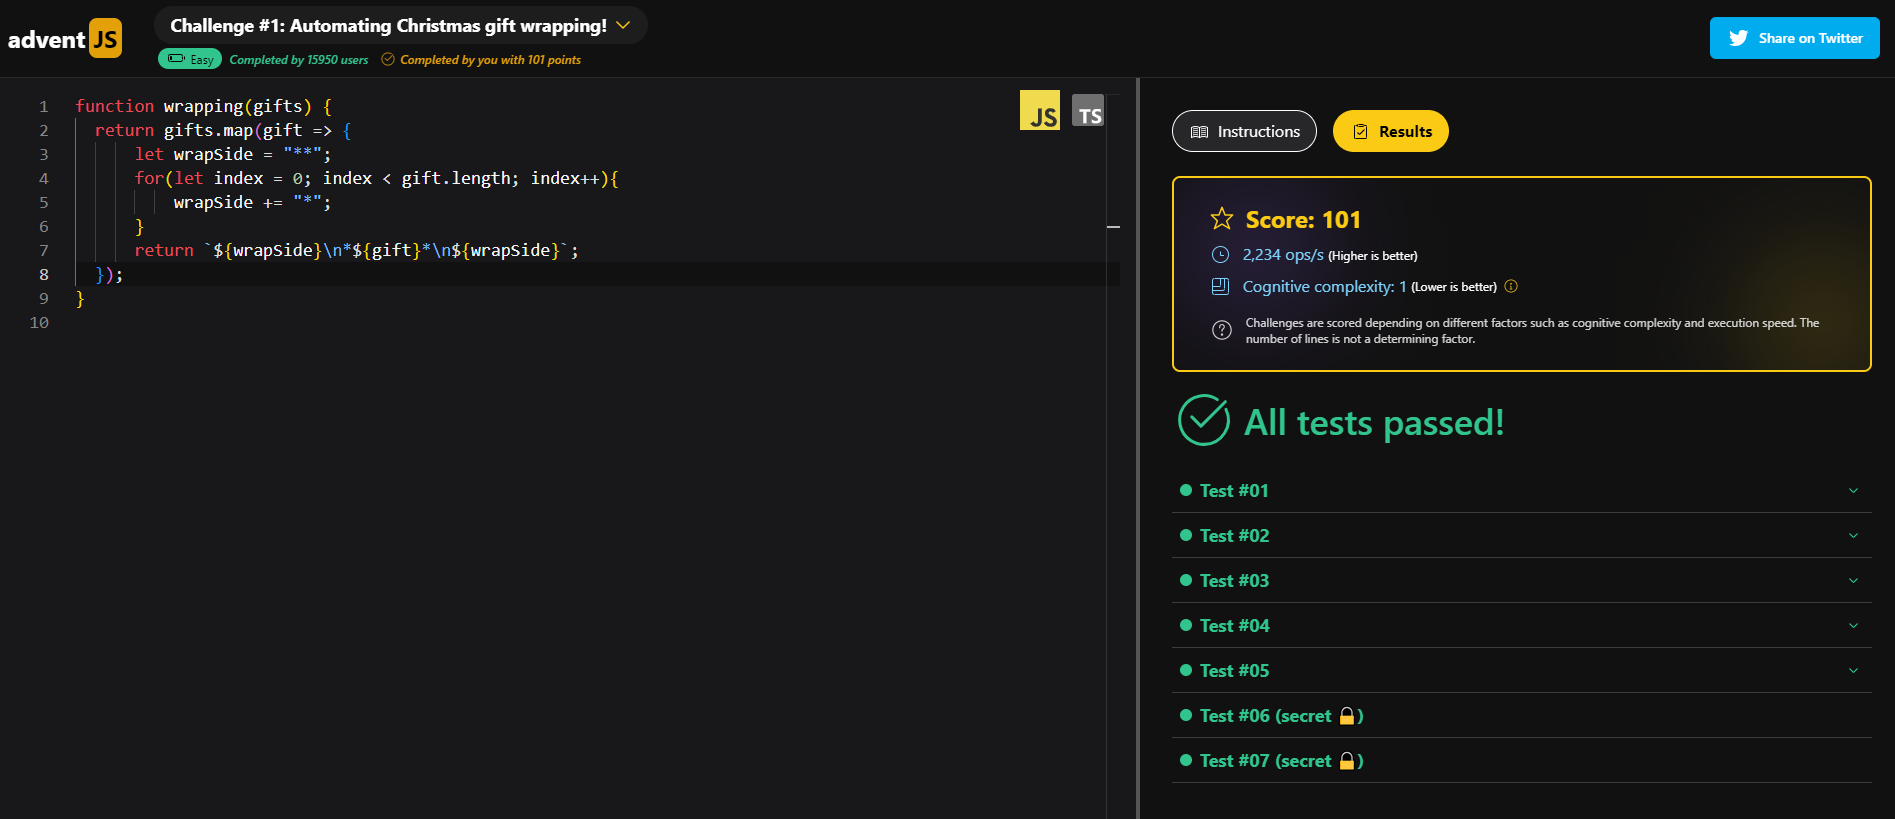 advent JS
Challenge #1: Automating Christmas gift wrapping!
Easy Completed by 15950 users Completed by you with 101 points
Share on Twitter
JS TS
1 function wrapping(gifts) {
2 return gifts.map(gift => {
3 let wrapSide = "**";
4 for(let index = 0; index < gift.length; index++){
5 wrapSide += "*";
6 }
7 return `${wrapSide}\n*${gift}*\n${wrapSide}`;
8 });
9 }
10
Instructions Results
Score: 101
2,234 ops/s (Higher is better)
Cognitive complexity: 1 (Lower is better)
Challenges are scored depending on different factors such as cognitive complexity and execution speed. The
number of lines is not a determining factor.
All tests passed!
Test #01
Test #02
Test #03
Test #04
Test #05
Test #06 (secret 🔒)
Test #07 (secret 🔒)